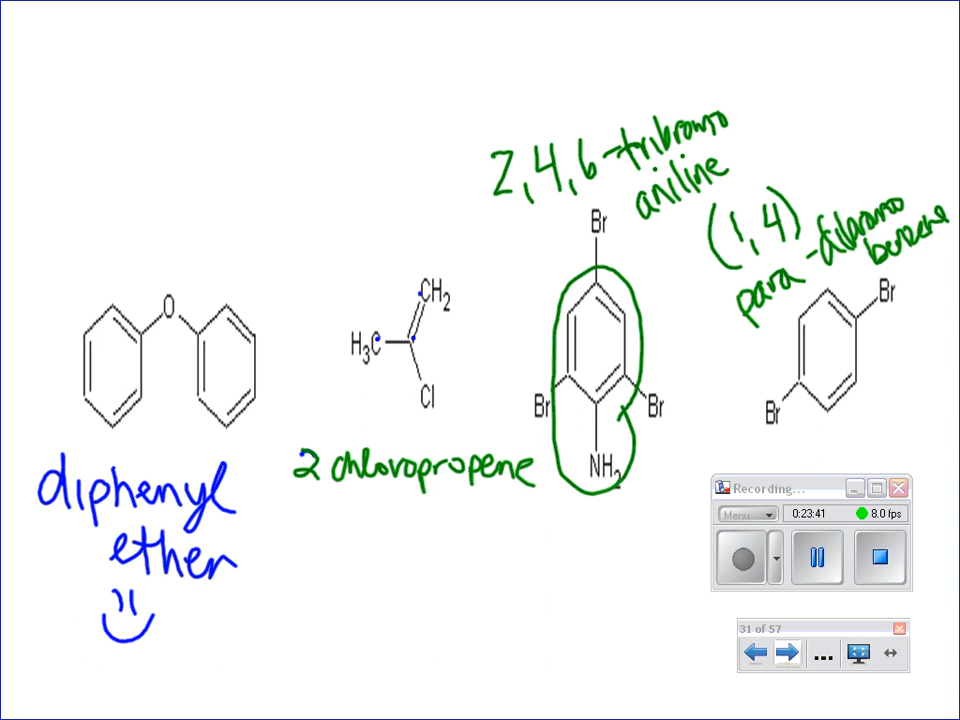 2,4,6-tribromo
aniline
(1,4)
para-dibromo
benzene
Br
Br
Br
NH2
Br
Br
O
CH2
H3C
Cl
diphenyl
ether
2 chloropropene
Recording...
Menu
0:23:41
8.0 fps
31 of 57
...